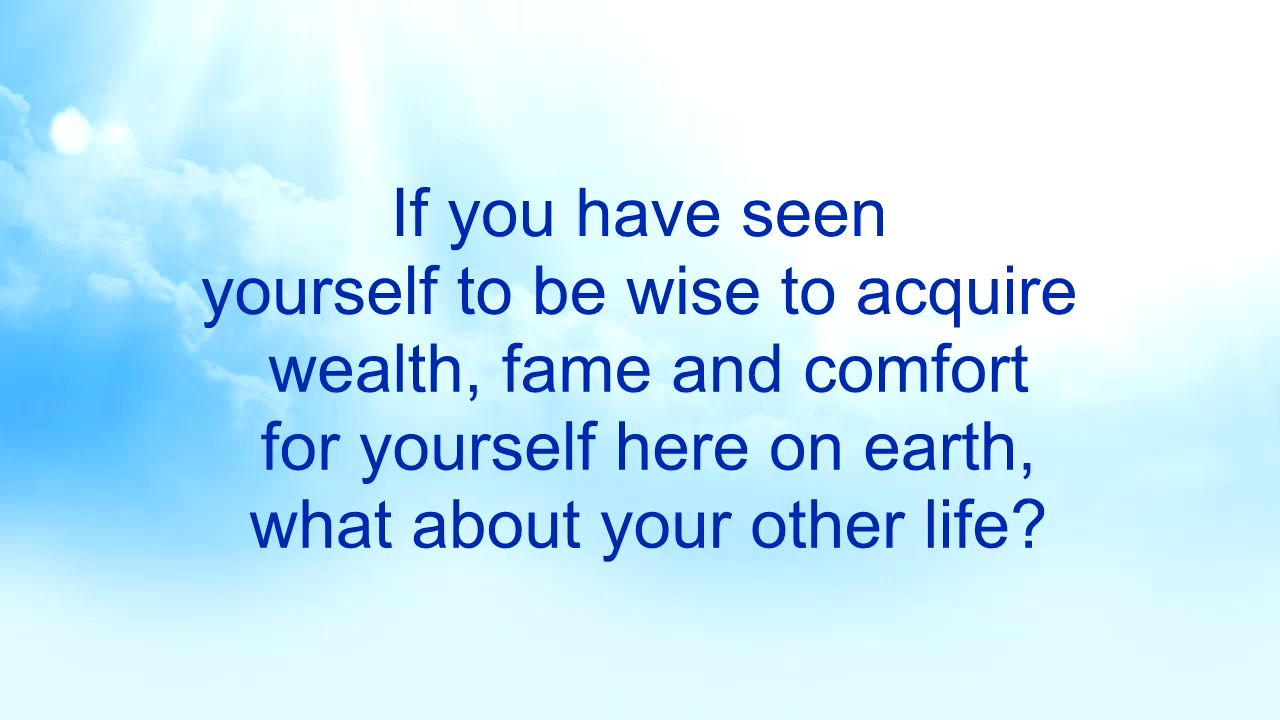 If you have seen
yourself to be wise to acquire
wealth, fame and comfort
for yourself here on earth,
what about your other life?